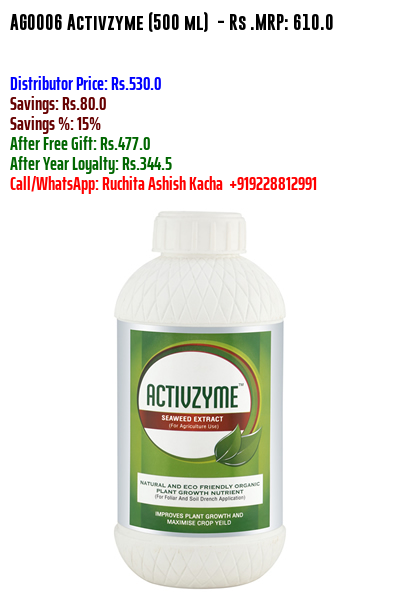 AG0006 Activzyme (500 ml) - Rs .MRP: 610.0
Distributor Price: Rs.530.0
Savings: Rs.80.0
Savings %: 15%
After Free Gift: Rs.477.0
After Year Loyalty: Rs.344.5
Call/WhatsApp: Ruchita Ashish Kacha +919228812991
ACTIVZYME™
SEAWEED EXTRACT
(For Agriculture Use)
NATURAL AND ECO FRIENDLY ORGANIC
PLANT GROWTH NUTRIENT
(For Foliar And Soil Drench Application)
IMPROVES PLANT GROWTH AND
MAXIMISE CROP YEILD